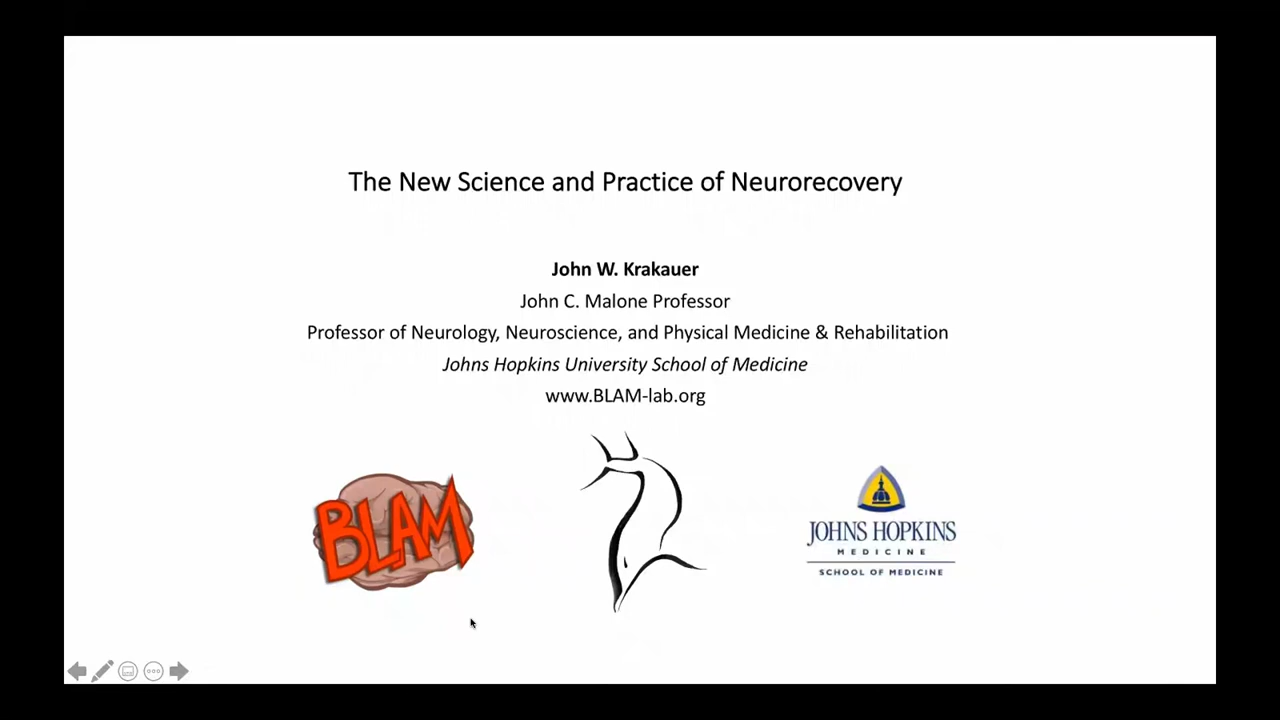 The New Science and Practice of Neurorecovery
John W. Krakauer
John C. Malone Professor
Professor of Neurology, Neuroscience, and Physical Medicine & Rehabilitation
Johns Hopkins University School of Medicine
www.BLAM-lab.org
BLAM
JOHNS HOPKINS
MEDICINE
SCHOOL OF MEDICINE